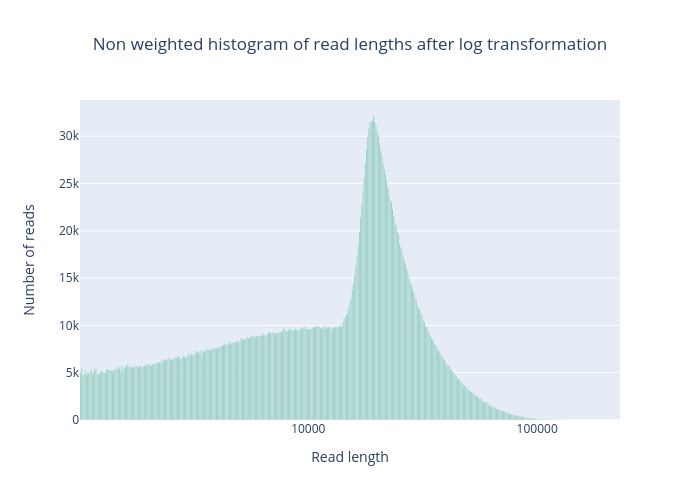 Non weighted histogram of read lengths after log transformation
30k
25k
20k
15k
10k
5k
0
10000
100000
Number of reads
Read length